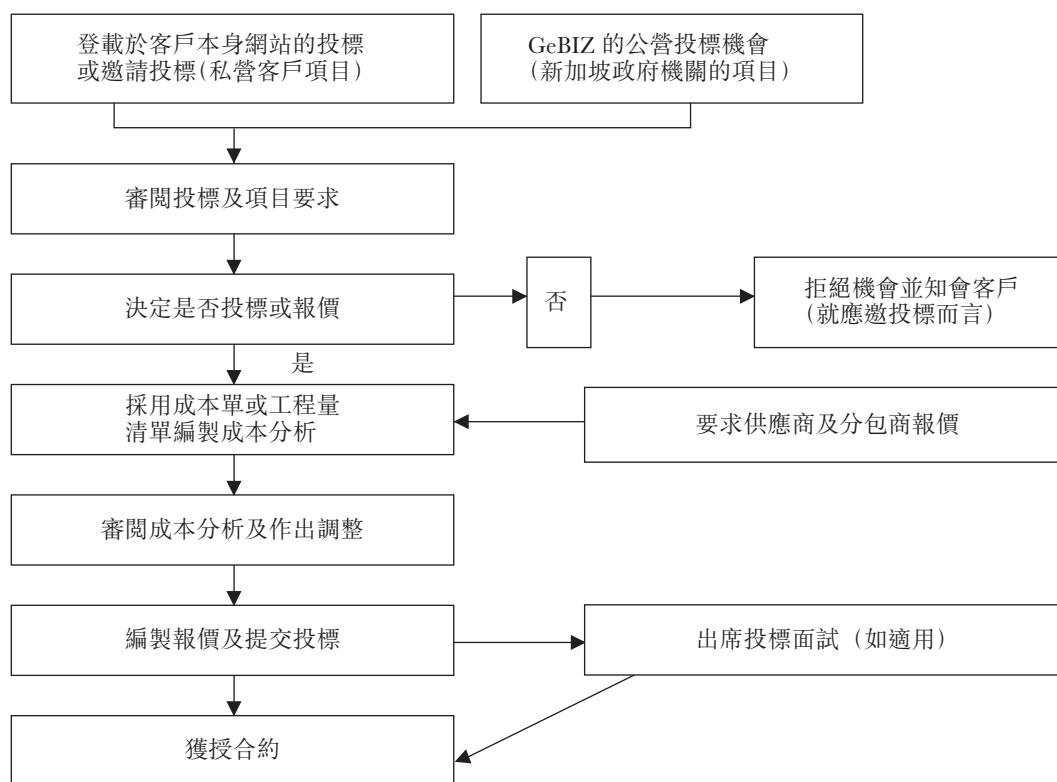 登載於客戶本身網站的投標
或邀請投標(私營客戶項目)
GeBIZ 的公營投標機會
(新加坡政府機關的項目)
審閱投標及項目要求
決定是否投標或報價
否
拒絕機會並知會客戶
(就應邀投標而言)
是
採用成本單或工程量
清單編製成本分析
要求供應商及分包商報價
審閱成本分析及作出調整
編製報價及提交投標
出席投標面試 (如適用)
獲授合約